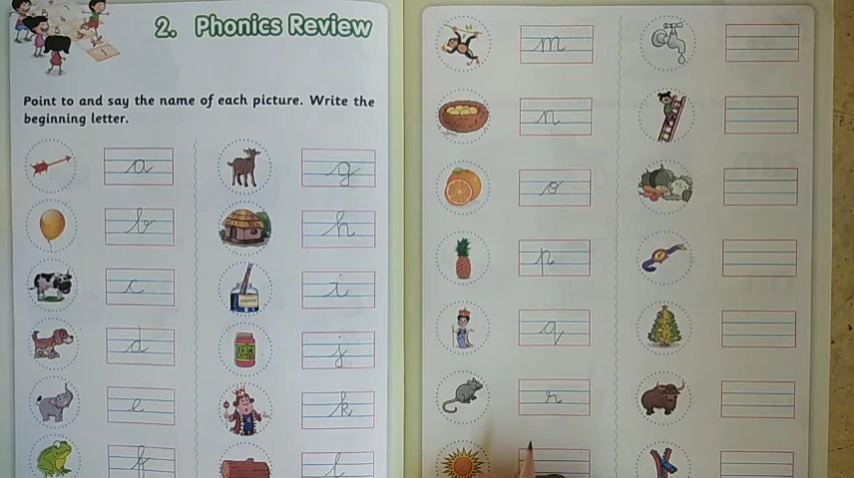 2. Phonics Review
Point to and say the name of each picture. Write the
beginning letter.
a
g
b
h
c
i
d
j
e
k
f
l
m
n
o
p
q
r